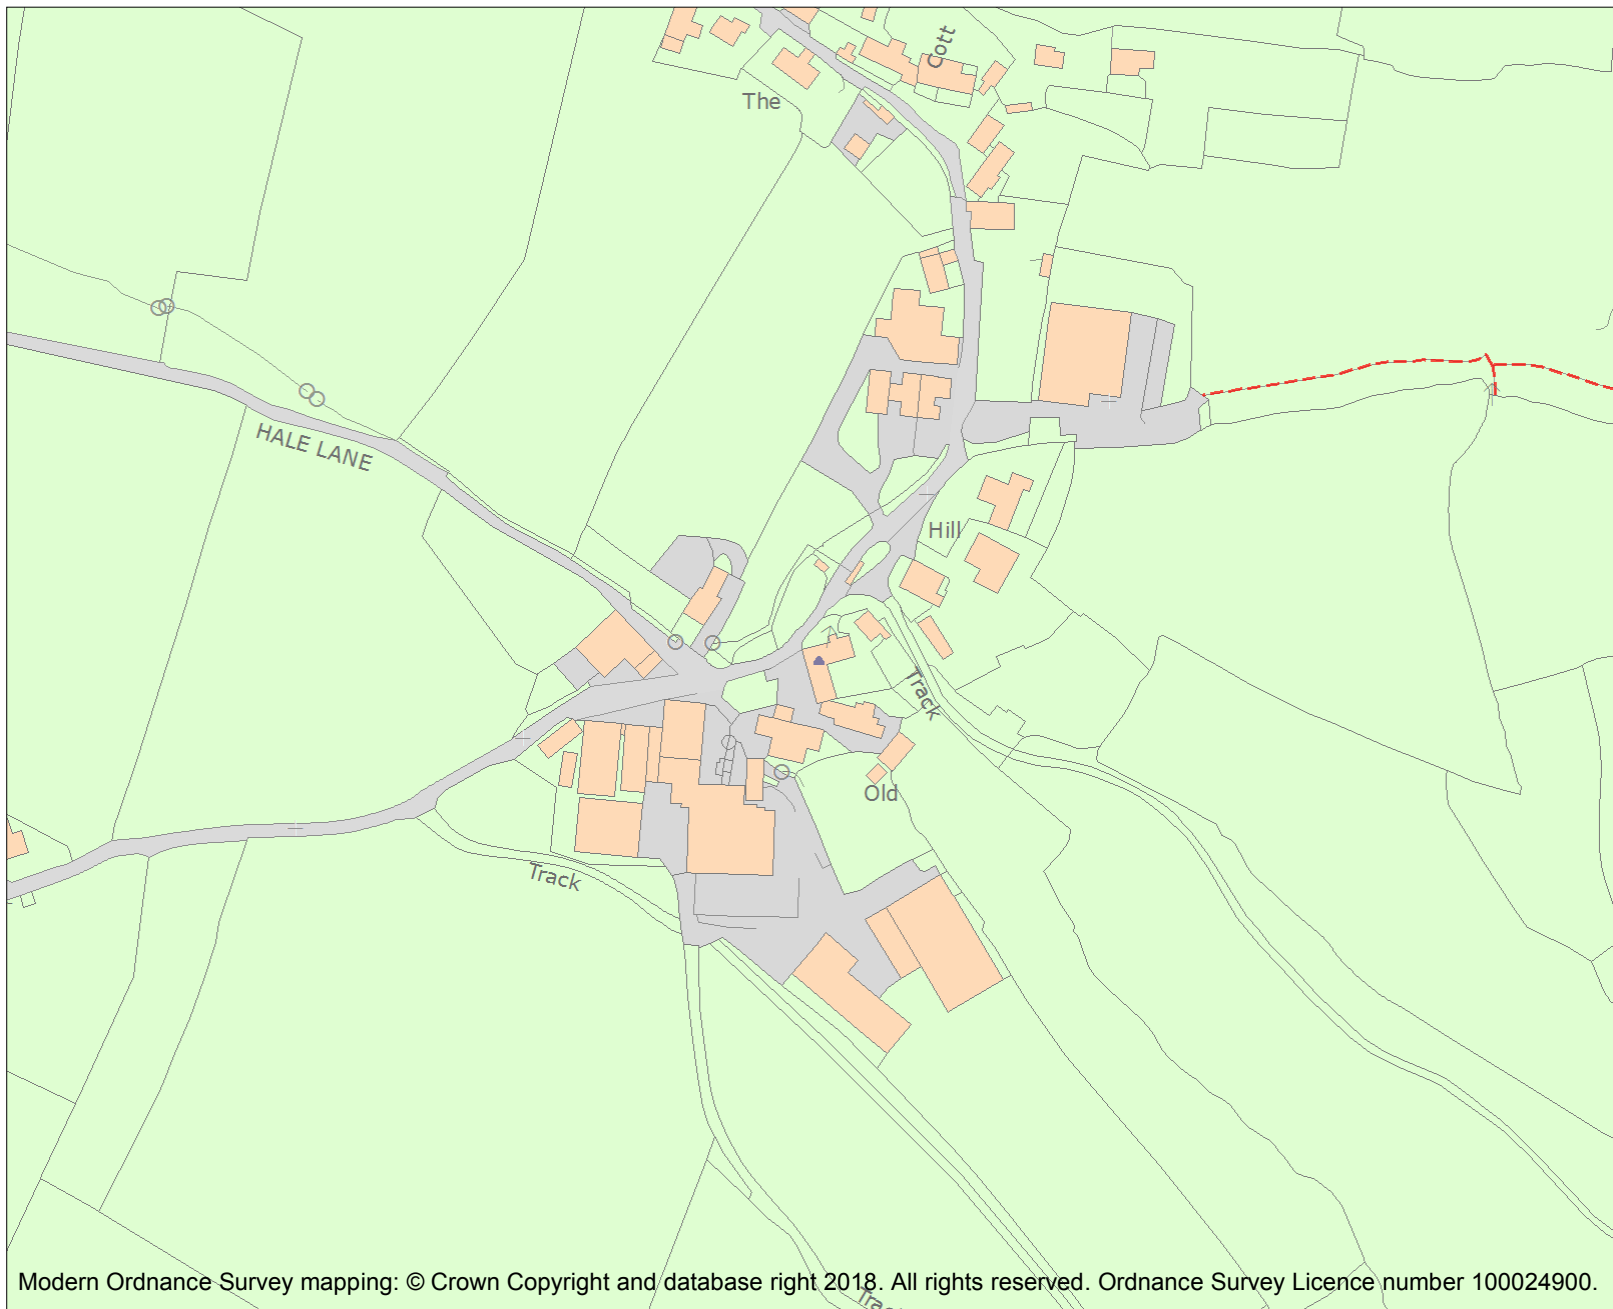 Cott
The
HALE LANE
Hill
Track
Old
Track
Modern Ordnance Survey mapping: © Crown Copyright and database right 2018. All rights reserved. Ordnance Survey Licence number 100024900.